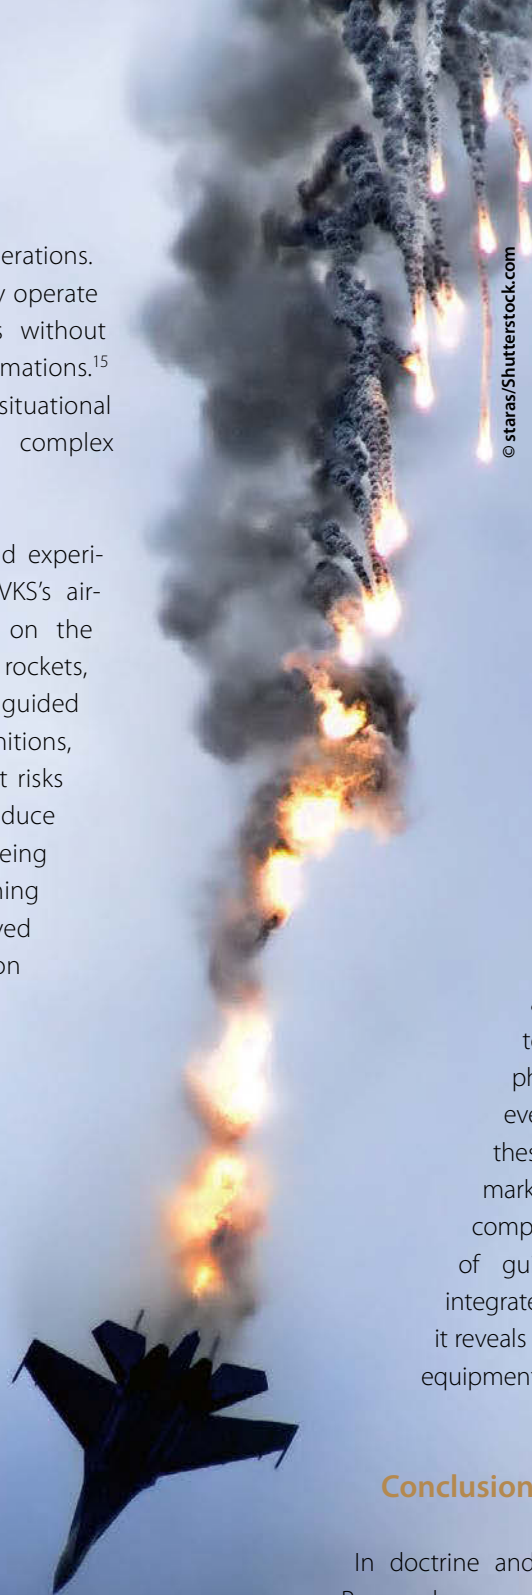 erations.
y operate
s without
mations.15
situational
complex
d experi-
VKS's air-
on the
rockets,
guided
nitions,
t risks
duce
eing
ning
ved
on
© staras/Shutterstock.com
ph
eve
thes
mark
comp
of gu
integrate
it reveals
equipment
Conclusion
In doctrine and